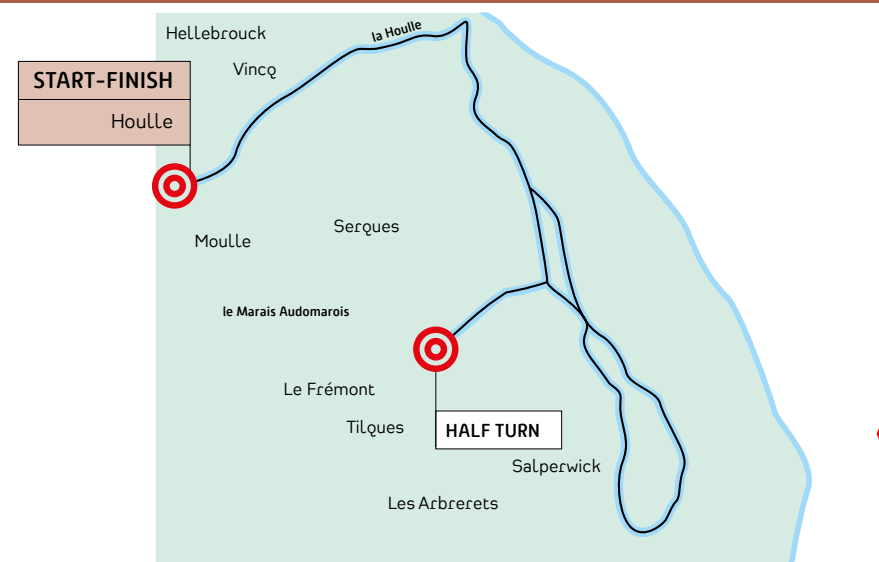 Hellebrouck
la Houlle
Vincq
START-FINISH
Houlle
Serques
Moulle
le Marais Audomarois
Le Frémont
Tilques
HALF TURN
Salperwick
Les Arbrerets